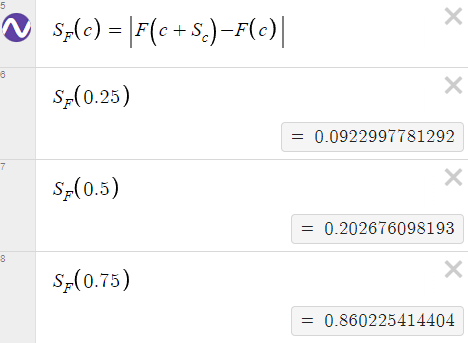 5
S_F(c) = |F(c + S_c) − F(c)|
6
S_F(0.25)
= 0.0922997781292
7
S_F(0.5)
= 0.202676098193
8
S_F(0.75)
= 0.860225414404